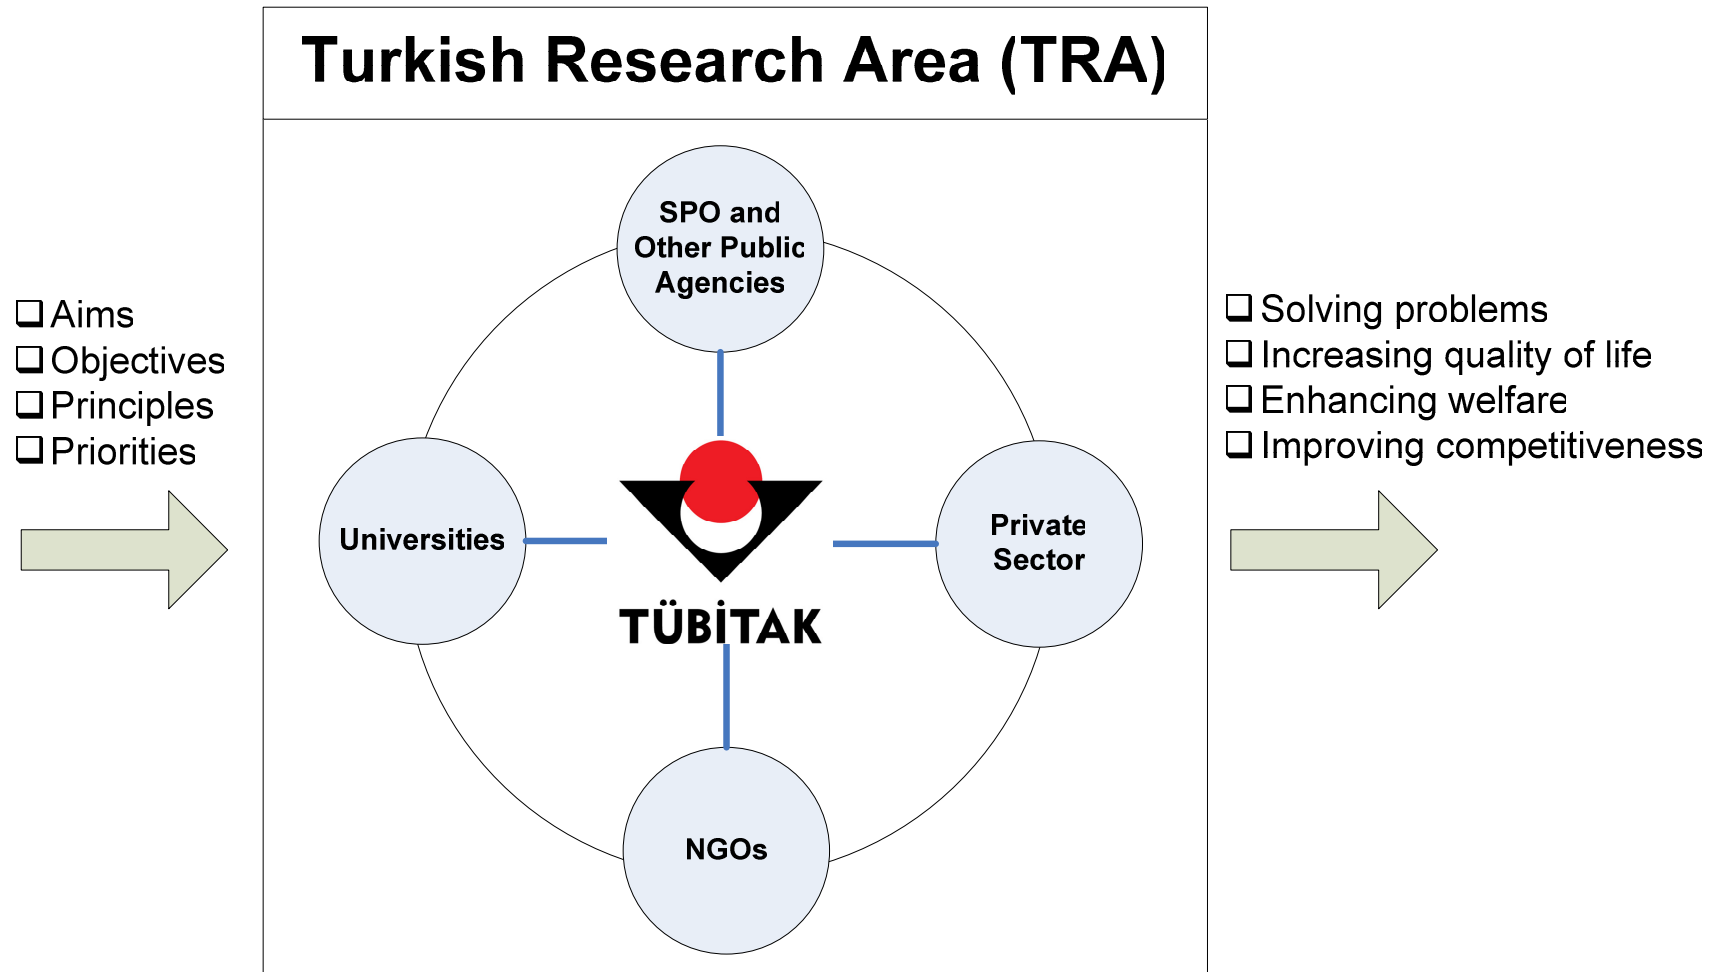 Turkish Research Area (TRA)
SPO and
Other Public
Agencies
Aims
Objectives
Principles
Priorities
Solving problems
Increasing quality of life
Enhancing welfare
Improving competitiveness
Universities
Private
Sector
TÜBİTAK
NGOs